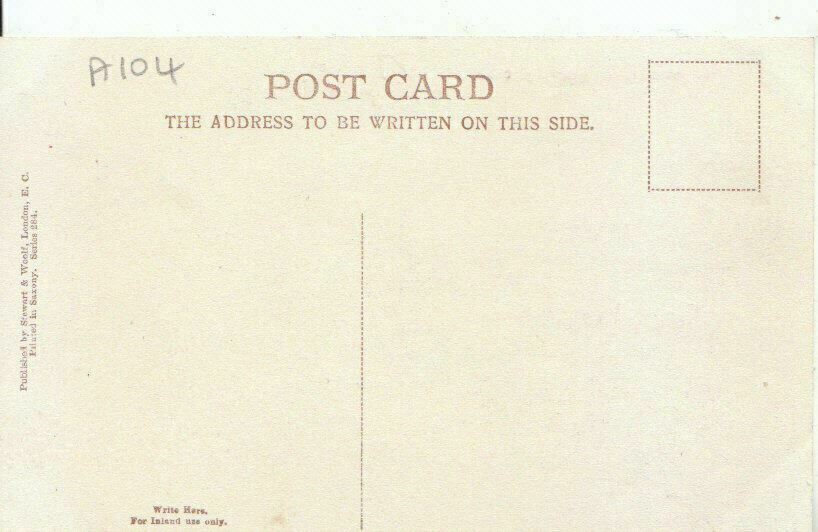 A104
POST CARD
THE ADDRESS TO BE WRITTEN ON THIS SIDE.
Published by Stewart & Woolf, London, E. C.
Printed in Saxony. Series 284.
Write Here.
For Inland use only.